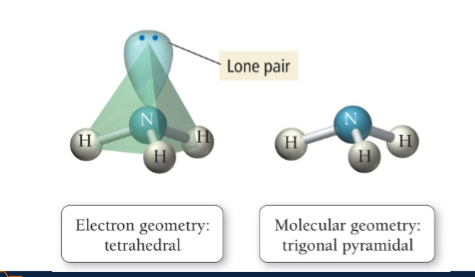 Lone pair
N
H
H
H
N
H
H
H
Electron geometry:
tetrahedral
Molecular geometry:
trigonal pyramidal